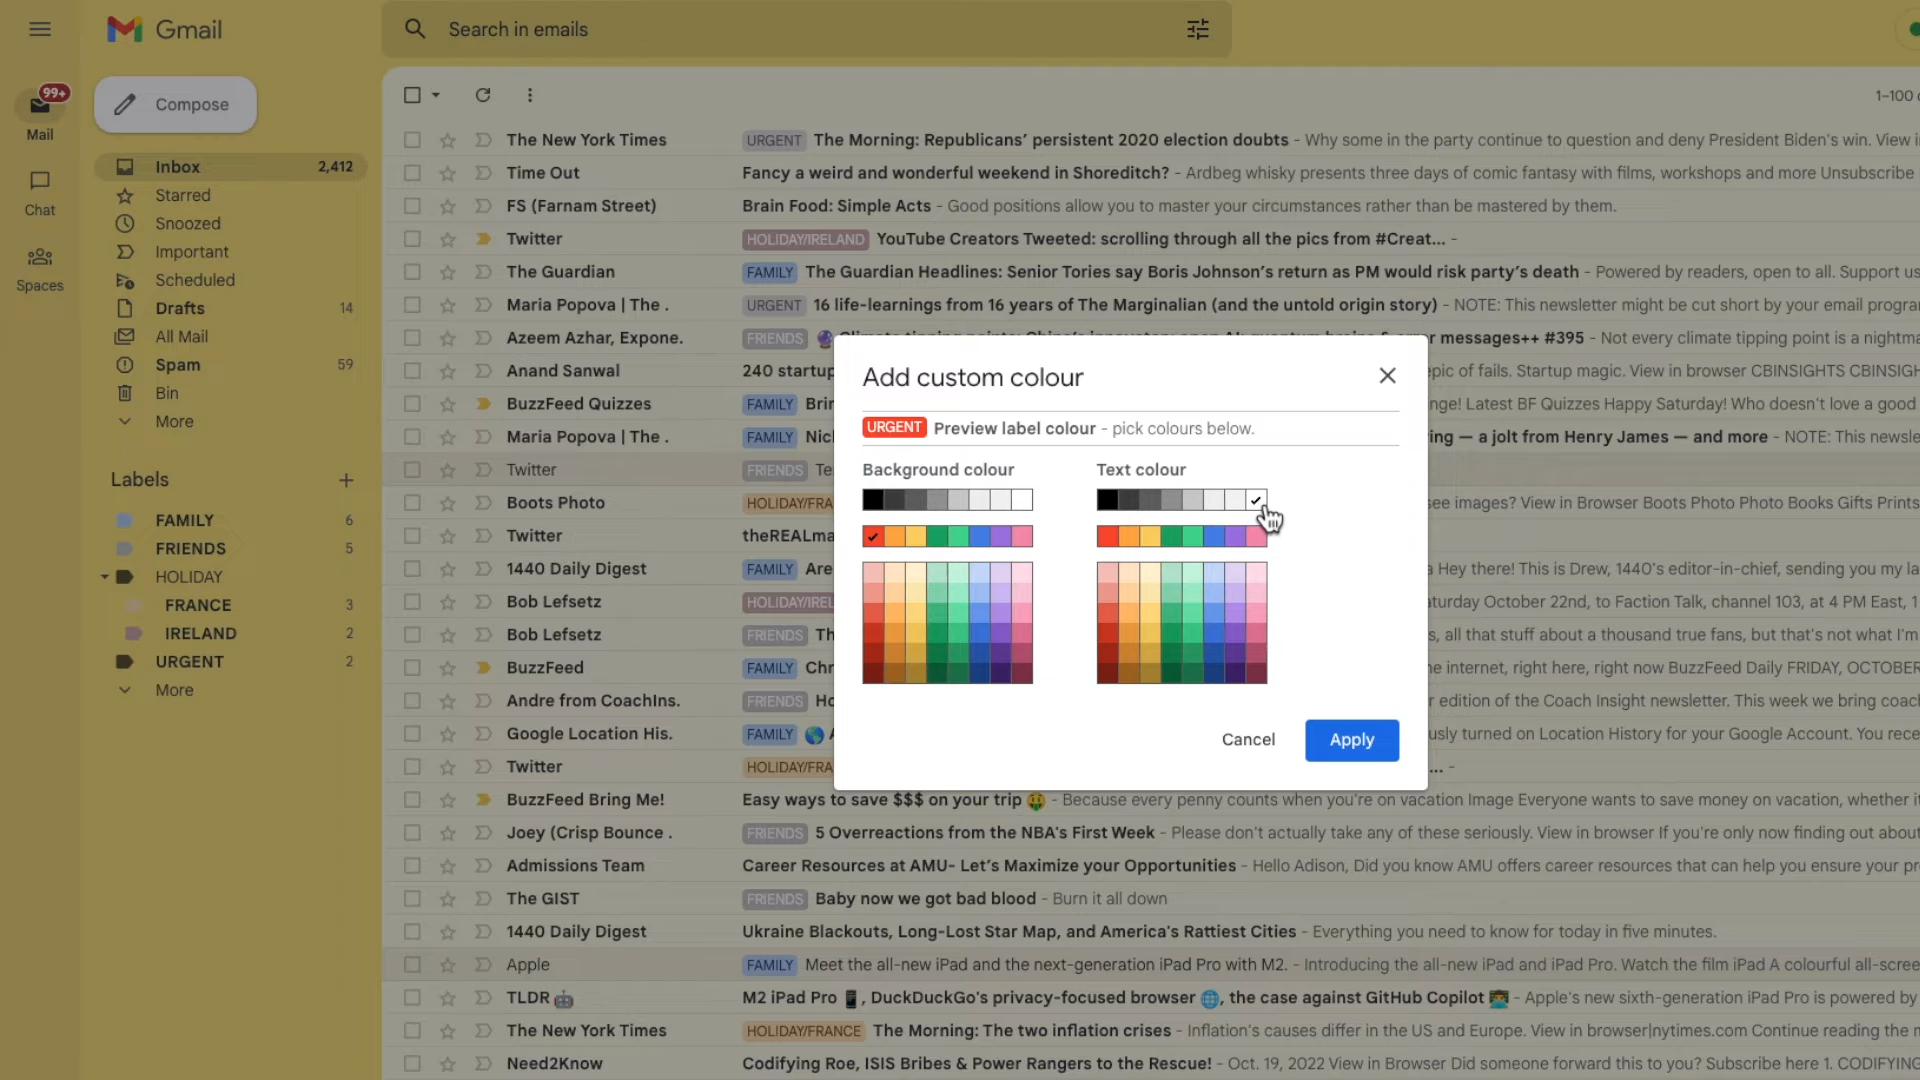 Gmail
Search in emails
99+
Mail
Compose
1–100
Chat
Spaces
Inbox 2,412
Starred
Snoozed
Important
Scheduled
Drafts 14
All Mail
Spam 59
Bin
More
Labels
FAMILY 6
FRIENDS 5
HOLIDAY
FRANCE 3
IRELAND 2
URGENT 2
More
The New York Times URGENT The Morning: Republicans' persistent 2020 election doubts - Why some in the party continue to question and deny President Biden's win. View
Time Out Fancy a weird and wonderful weekend in Shoreditch? - Ardbeg whisky presents three days of comic fantasy with films, workshops and more Unsubscribe
FS (Farnam Street) Brain Food: Simple Acts - Good positions allow you to master your circumstances rather than be mastered by them.
Twitter HOLIDAY/IRELAND YouTube Creators Tweeted: scrolling through all the pics from #Creat... -
The Guardian FAMILY The Guardian Headlines: Senior Tories say Boris Johnson's return as PM would risk party's death - Powered by readers, open to all. Support us
Maria Popova | The . URGENT 16 life-learnings from 16 years of The Marginalian (and the untold origin story) - NOTE: This newsletter might be cut short by your email
Azeem Azhar, Expone. FRIENDS messages++ #395 - Not every climate tipping point is a
Anand Sanwal 240 startup of fails. Startup magic. View in browser CBINSIGHTS
BuzzFeed Quizzes FAMILY Latest BF Quizzes Happy Saturday! Who doesn't love a good
Maria Popova | The . FAMILY — a jolt from Henry James — and more - NOTE: This
Twitter FRIENDS
Boots Photo see images? View in Browser Boots Photo Photo Books Gifts Prints
Twitter
1440 Daily Digest FAMILY Are Hey there! This is Drew, 1440's editor-in-chief, sending you my
Bob Lefsetz October 22nd, to Faction Talk, channel 103, at 4 PM East,
Bob Lefsetz FRIENDS all that stuff about a thousand true fans, but that's not what I'm
BuzzFeed FAMILY internet, right here, right now BuzzFeed Daily FRIDAY,
Andre from CoachIns. FRIENDS edition of the Coach Insight newsletter. This week we bring
Google Location His. FAMILY turned on Location History for your Google Account. You
Twitter ... -
BuzzFeed Bring Me! Easy ways to save $$$ on your trip 🤑 - Because every penny counts when you're on vacation Image Everyone wants to save money on vacation, whether
Joey (Crisp Bounce . FRIENDS 5 Overreactions from the NBA's First Week - Please don't actually take any of these seriously. View in browser If you're only now finding out
Admissions Team Career Resources at AMU- Let's Maximize your Opportunities - Hello Adison, Did you know AMU offers career resources that can help you ensure your
The GIST FRIENDS Baby now we got bad blood - Burn it all down
1440 Daily Digest Ukraine Blackouts, Long-Lost Star Map, and America's Rattiest Cities - Everything you need to know for today in five minutes.
Apple FAMILY Meet the all-new iPad and the next-generation iPad Pro with M2. - Introducing the all-new iPad and iPad Pro. Watch the film iPad A colourful
TLDR 🤖 M2 iPad Pro 📱, DuckDuckGo's privacy-focused browser 🌐, the case against GitHub Copilot 👨‍💻 - Apple's new sixth-generation iPad Pro is powered by
The New York Times HOLIDAY/FRANCE The Morning: The two inflation crises - Inflation's causes differ in the US and Europe. View in browser|nytimes.com Continue reading the
Need2Know Codifying Roe, ISIS Bribes & Power Rangers to the Rescue! - Oct. 19, 2022 View in Browser Did someone forward this to you? Subscribe here 1. CODIFYING
Add custom colour
URGENT Preview label colour - pick colours below.
Background colour Text colour
Cancel Apply